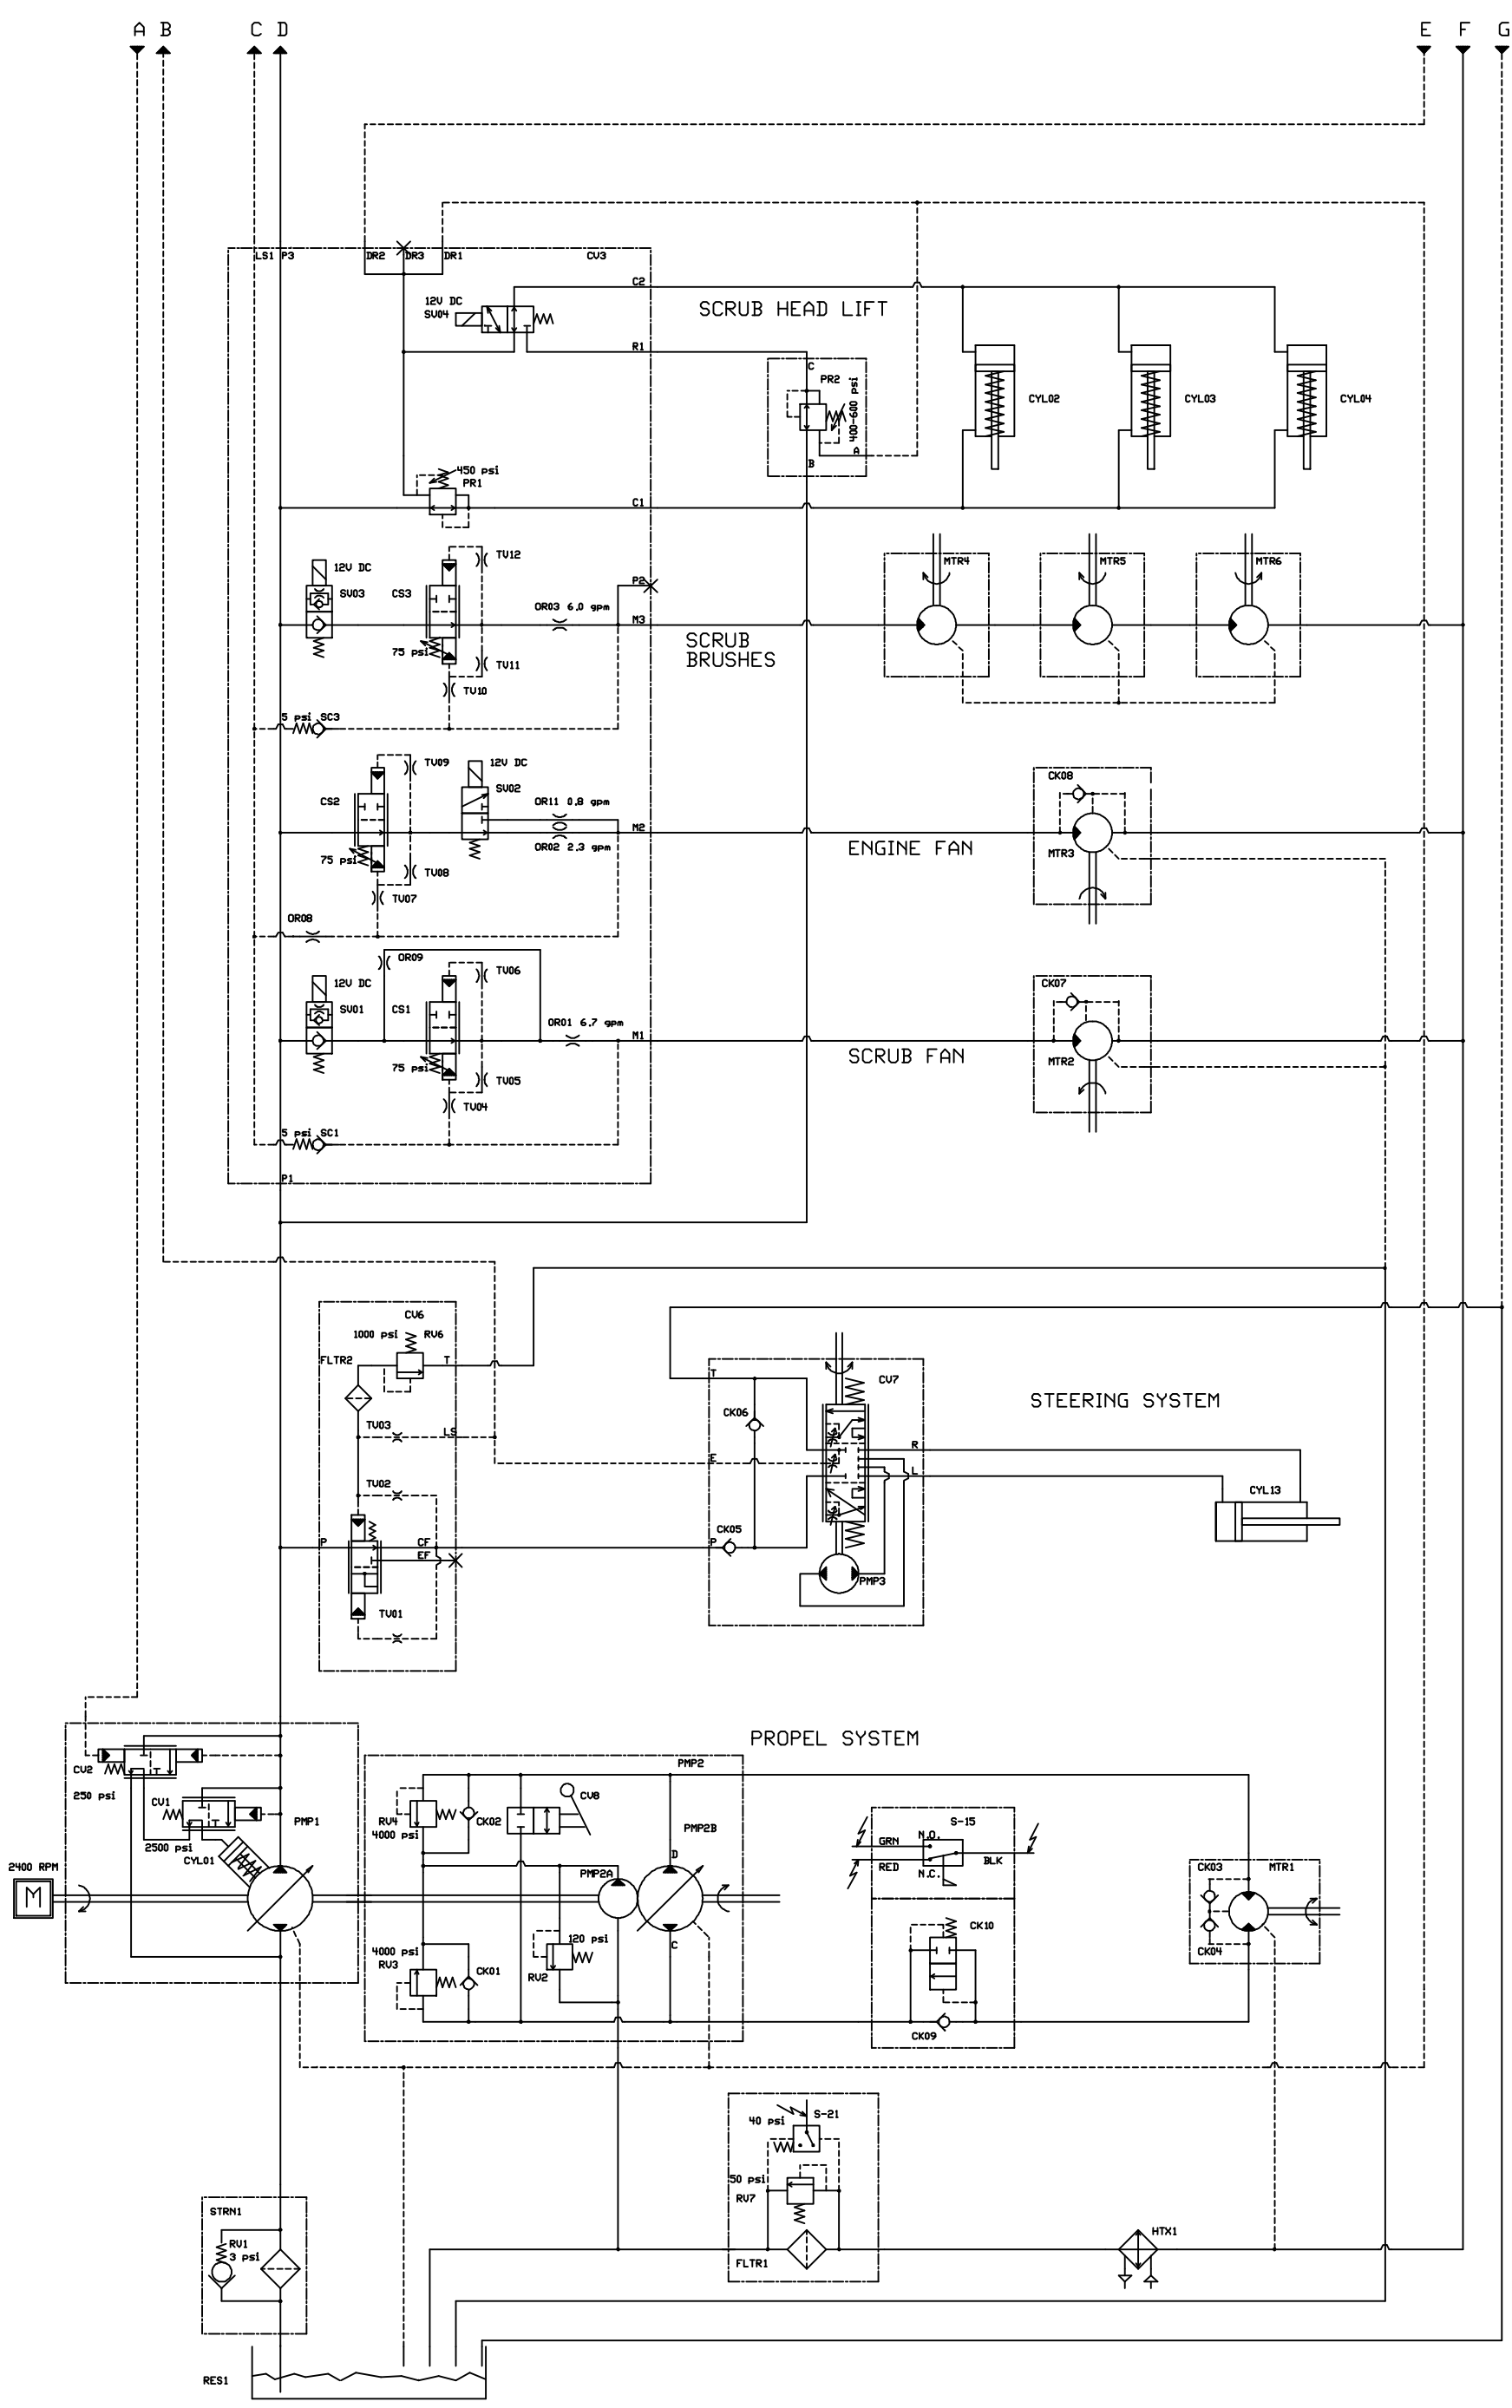 A B C D E F G
LS1 P3 DR2 DR3 DR1 CV3
C2
12V DC
SV04
SCRUB HEAD LIFT
R1
C
PR2
400-600 psi
A
B
CYL02 CYL03 CYL04
450 psi
PR1
C1
TV12
12V DC
SV03
CS3
P2
OR03 6.0 gpm
M3
MTR4 MTR5 MTR6
SCRUB
BRUSHES
75 psi
TV11
TV10
5 psi SC3
TV09
12V DC
SV02
CS2
OR11 0.8 gpm
M2
OR02 2.3 gpm
ENGINE FAN
CK08
MTR3
75 psi
TV08
TV07
OR08
OR09
TV06
12V DC
SV01
CS1
OR01 6.7 gpm
M1
SCRUB FAN
CK07
MTR2
75 psi
TV05
TV04
5 psi SC1
P1
CV6
1000 psi RV6
FLTR2
T
TV03
LS
TV02
P
CF
EF
TV01
T
CV7
CK06
STEERING SYSTEM
E
R
L
CYL13
CK05
P
PMP3
CV2
250 psi
CV1
2500 psi
CYL01
PMP1
2400 RPM
M
PROPEL SYSTEM
PMP2
RV4
4000 psi
CK02
CV8
PMP2B
D
PMP2A
C
4000 psi
RV3
CK01
RV2
120 psi
S-15
GRN
N.O.
RED
N.C.
BLK
CK10
CK09
CK03
MTR1
CK04
40 psi
S-21
50 psi
RV7
FLTR1
HTX1
STRN1
RV1
3 psi
RES1